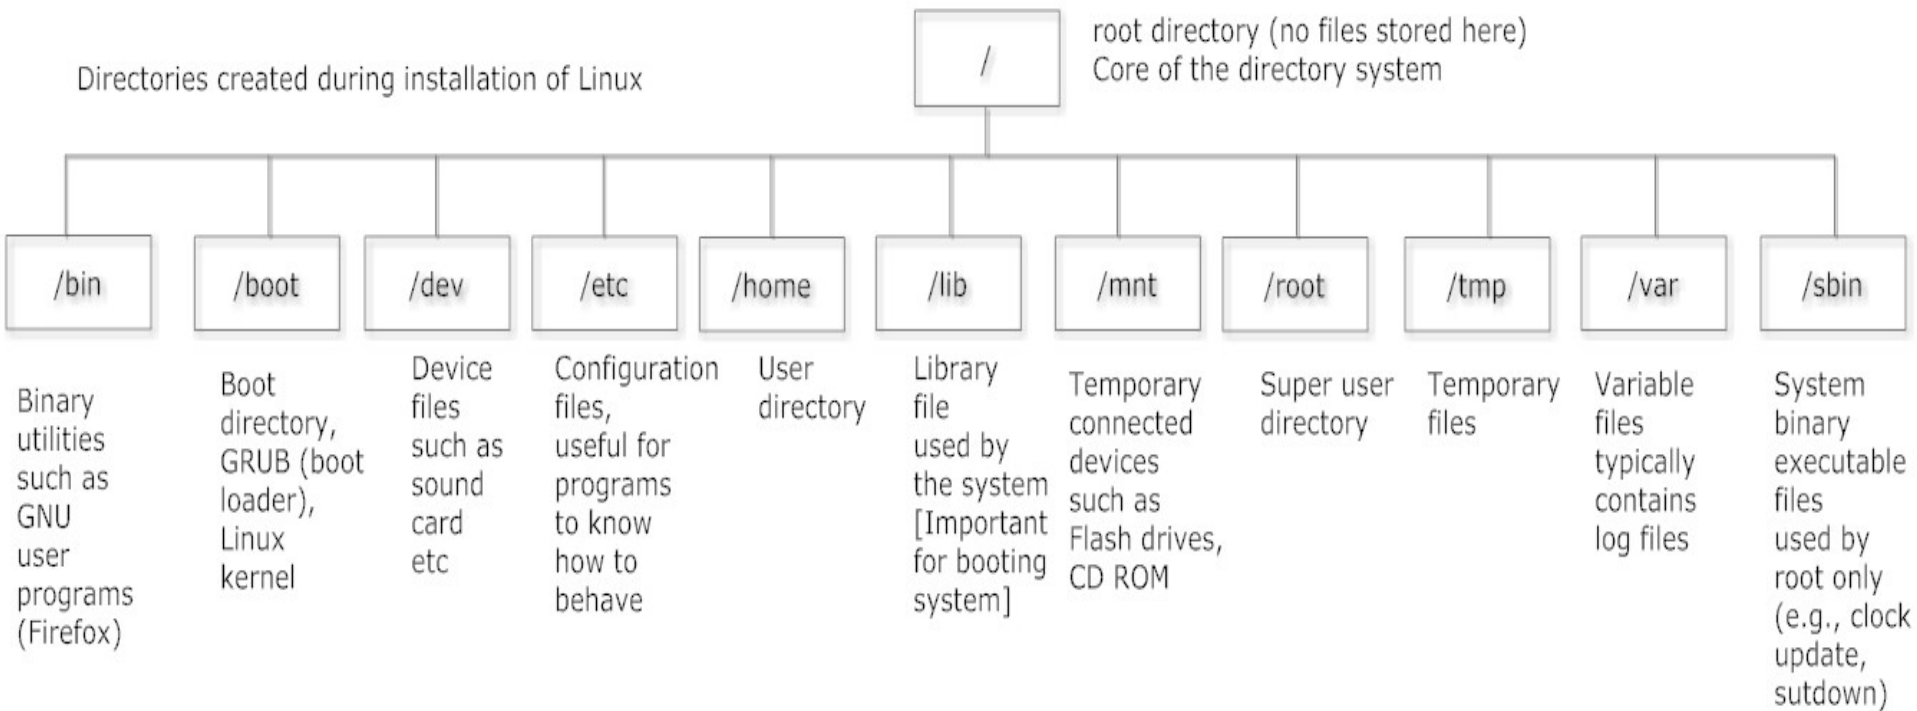 Directories created during installation of Linux
/
root directory (no files stored here)
Core of the directory system
/bin
/boot
/dev
/etc
/home
/lib
/mnt
/root
/tmp
/var
/sbin
Binary
utilities
such as
GNU
user
programs
(Firefox)
Boot
directory,
GRUB (boot
loader),
Linux
kernel
Device
files
such as
sound
card
etc
Configuration
files,
useful for
programs
to know
how to
behave
User
directory
Library
file
used by
the system
[Important
for booting
system]
Temporary
connected
devices
such as
Flash drives,
CD ROM
Super user
directory
Temporary
files
Variable
files
typically
contains
log files
System
binary
executable
files
used by
root only
(e.g., clock
update,
sutdown)